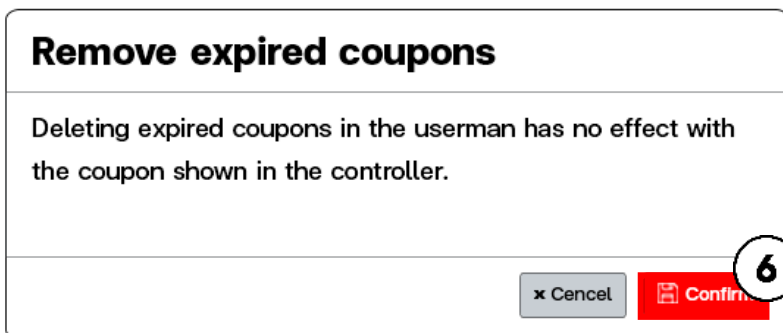 Remove expired coupons
Deleting expired coupons in the userman has no effect with
the coupon shown in the controller.
× Cencel
Confirm
6